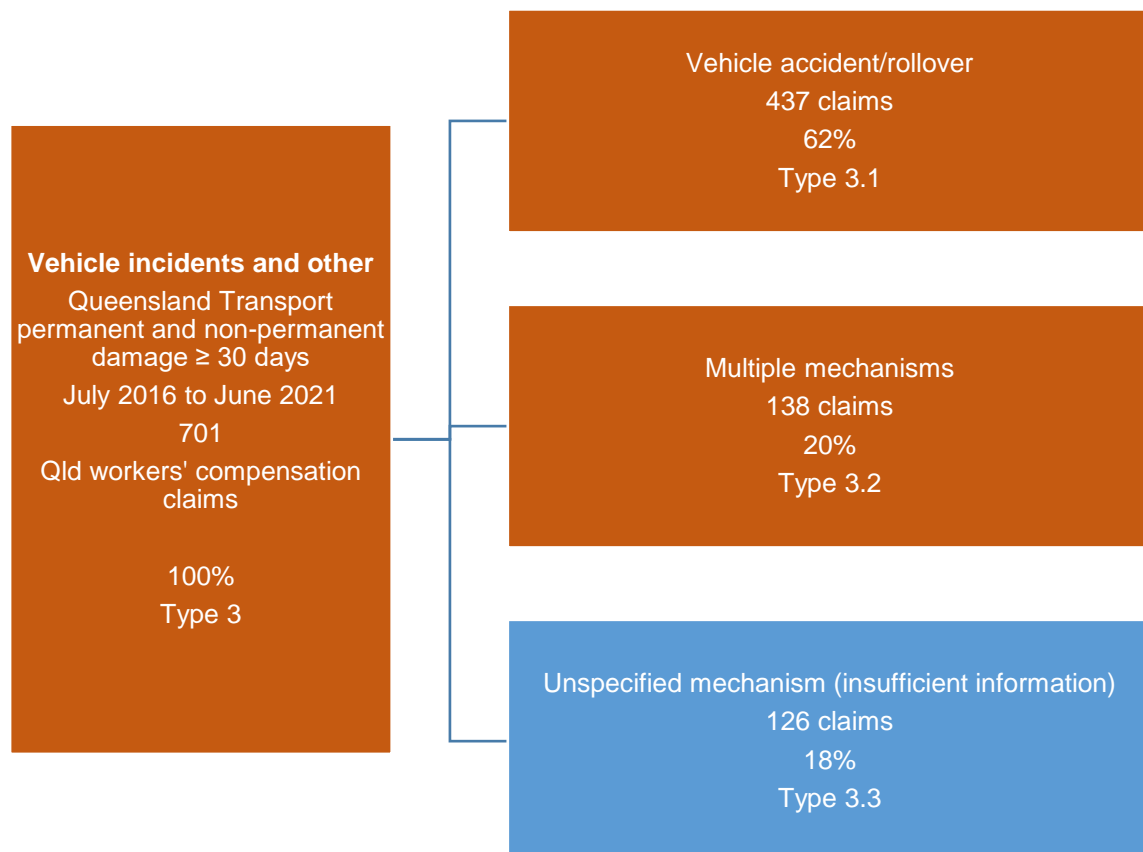 Vehicle incidents and other
Queensland Transport
permanent and non-permanent
damage ≥ 30 days
July 2016 to June 2021
701
Qld workers' compensation
claims
100%
Type 3
Vehicle accident/rollover
437 claims
62%
Type 3.1
Multiple mechanisms
138 claims
20%
Type 3.2
Unspecified mechanism (insufficient information)
126 claims
18%
Type 3.3